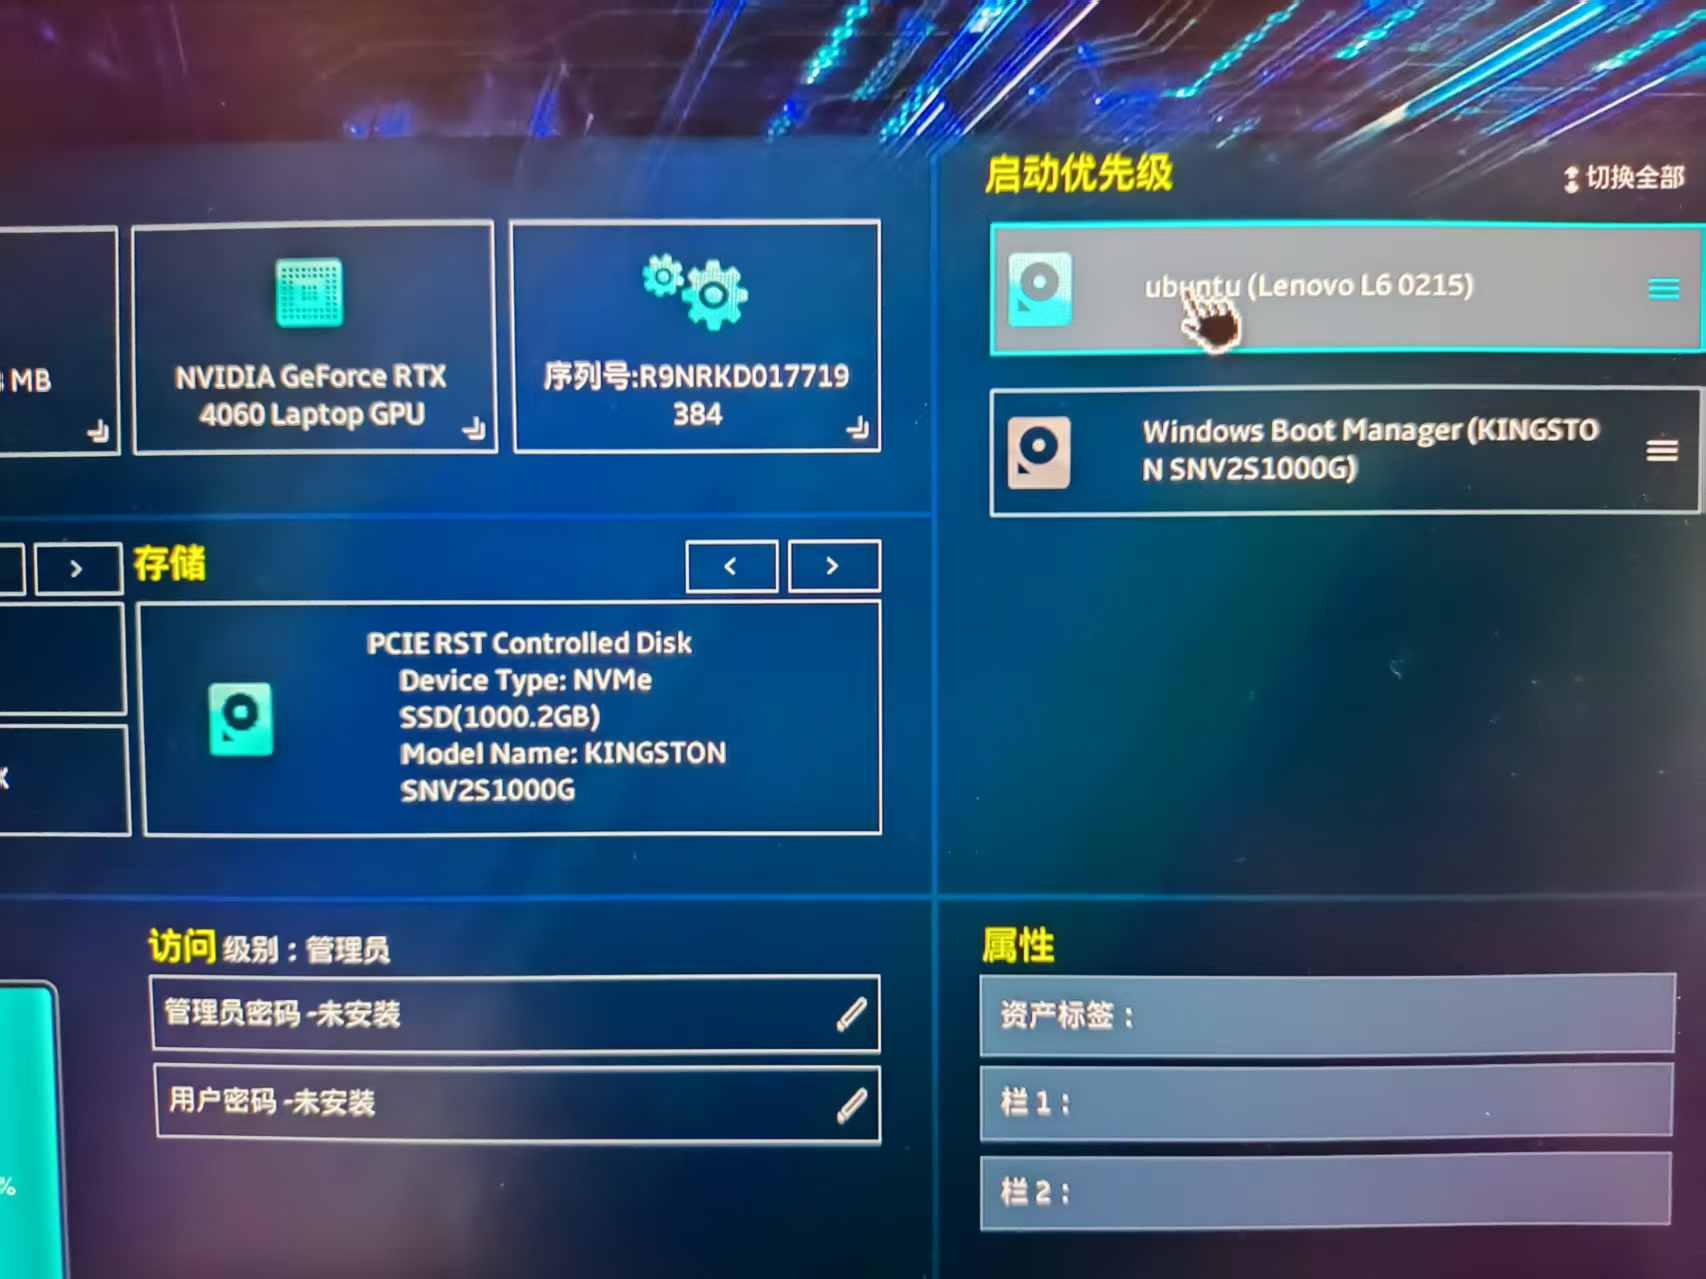 启动优先级
切换全部
MB
NVIDIA GeForce RTX
4060 Laptop GPU
序列号:R9NRKD017719
384
ubuntu (Lenovo L6 0215)
Windows Boot Manager (KINGSTO
N SNV2S1000G)
存储
PCIE RST Controlled Disk
Device Type: NVMe
SSD(1000.2GB)
Model Name: KINGSTON
SNV2S1000G
访问 级别：管理员
管理员密码 -未安装
用户密码 -未安装
属性
资产标签：
栏 1：
栏 2：
%